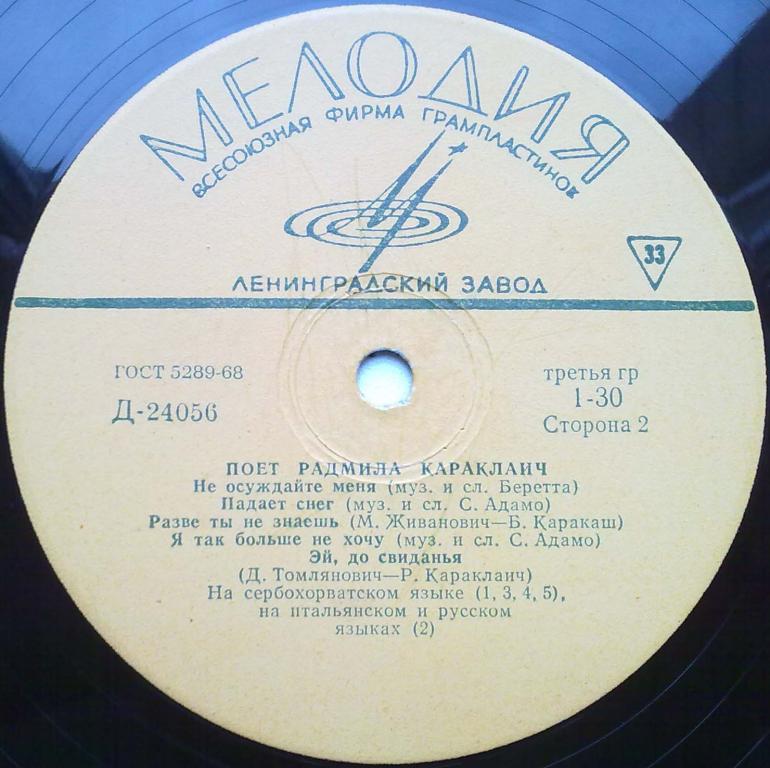 МЕЛОДИЯ
ВСЕСОЮЗНАЯ ФИРМА ГРАМПЛАСТИНОК
33
ЛЕНИНГРАДСКИЙ ЗАВОД
ГОСТ 5289-68
третья гр
Д-24056
1-30
Сторона 2
ПОЕТ РАДМИЛА КАРАКЛАИЧ
Не осуждайте меня (муз. и сл. Беретта)
Падает снег (муз. и сл. С. Адамо)
Разве ты не знаешь (М. Живанович—Б. Каракаш)
Я так больше не хочу (муз. и сл. С. Адамо)
Эй, до свиданья
(Д. Томлянович—Р. Караклаич)
На сербохорватском языке (1, 3, 4, 5),
на итальянском и русском
языках (2)